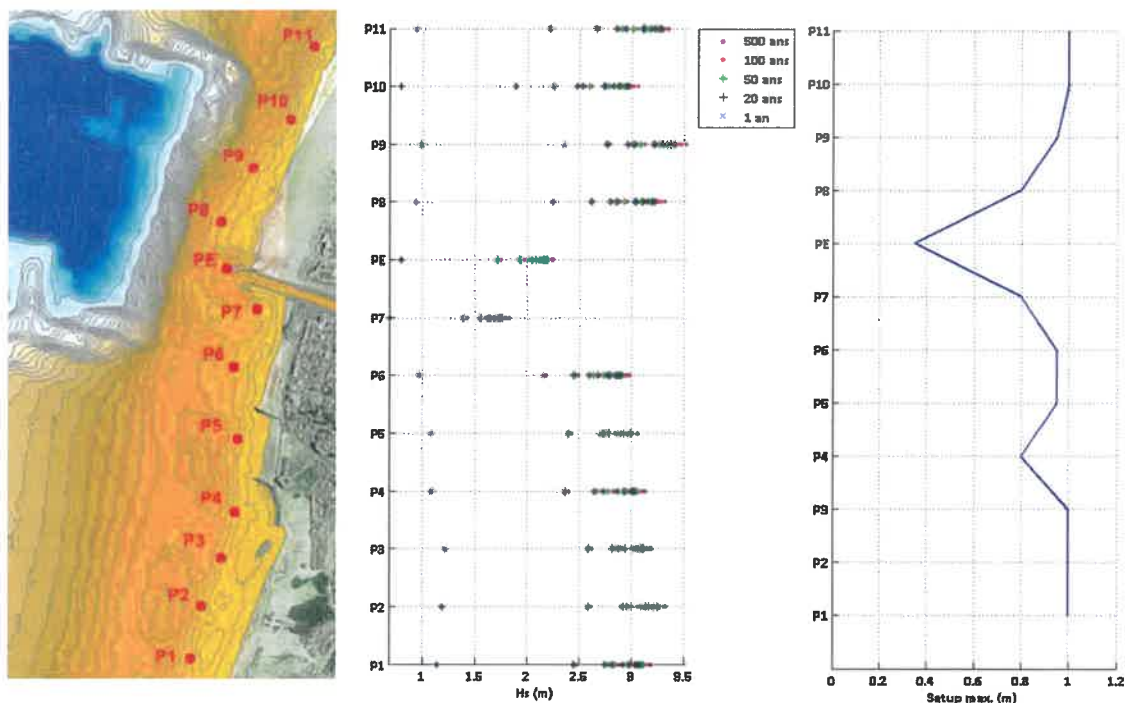 P11
P10
P9
P8
PE
P7
P6
P5
P4
P3
P2
P1
P11
P10
P9
P8
PE
P7
P6
P5
P4
P3
P2
P1
1 1.5 2 2.5 3 3.5
Hs (m)
500 ans
100 ans
50 ans
20 ans
1 an
P11
P10
P9
P8
PE
P7
P6
P5
P4
P3
P2
P1
0 0.2 0.4 0.6 0.8 1 1.2
Setup max. (m)